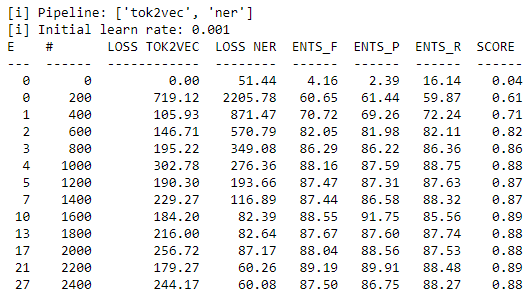 [i] Pipeline: ['tok2vec', 'ner']
[i] Initial learn rate: 0.001
E    #       LOSS TOK2VEC  LOSS NER  ENTS_F  ENTS_P  ENTS_R  SCORE
---  ------  ------------  --------  ------  ------  ------  ------
  0       0          0.00     51.44    4.16    2.39   16.14    0.04
  0     200        719.12   2205.78   60.65   61.44   59.87    0.61
  1     400        105.93    871.47   70.72   69.26   72.24    0.71
  2     600        146.71    570.79   82.05   81.98   82.11    0.82
  3     800        195.22    349.08   86.29   86.22   86.36    0.86
  4    1000        302.78    276.36   88.16   87.59   88.75    0.88
  5    1200        190.30    193.66   87.47   87.31   87.63    0.87
  7    1400        229.27    116.89   87.44   86.58   88.32    0.87
 10    1600        184.20     82.39   88.55   91.75   85.56    0.89
 13    1800        216.00     82.64   87.67   87.60   87.74    0.88
 17    2000        256.72     87.17   88.04   88.56   87.53    0.88
 21    2200        179.27     60.26   89.19   89.91   88.48    0.89
 27    2400        244.17     60.08   87.50   86.75   88.27    0.88